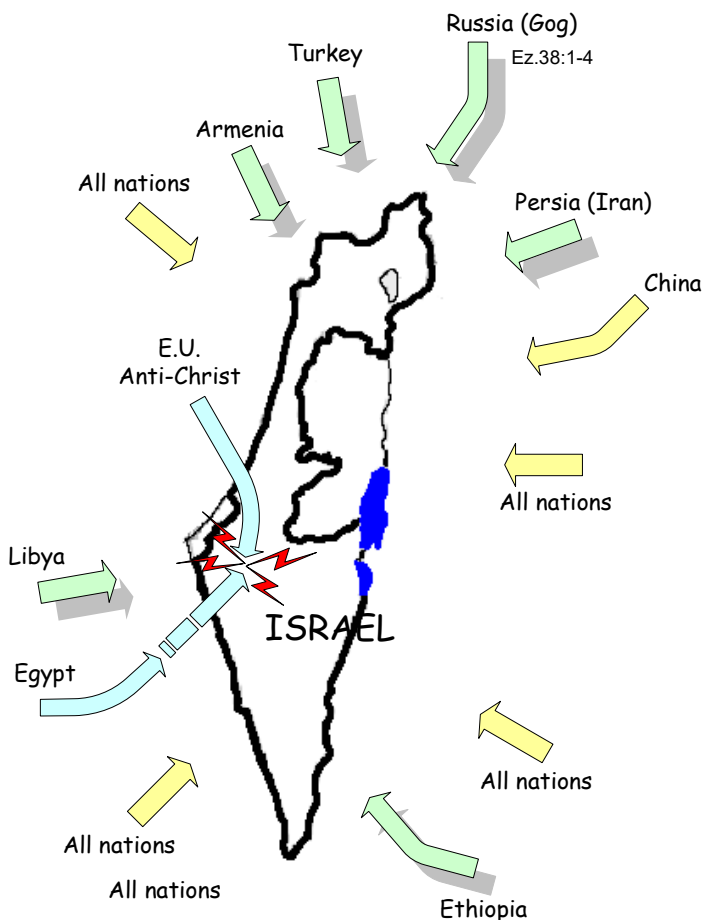 Russia (Gog)
Ez.38:1-4
Turkey
Armenia
All nations
Persia (Iran)
China
E.U.
Anti-Christ
All nations
Libya
ISRAEL
Egypt
All nations
All nations
All nations
Ethiopia